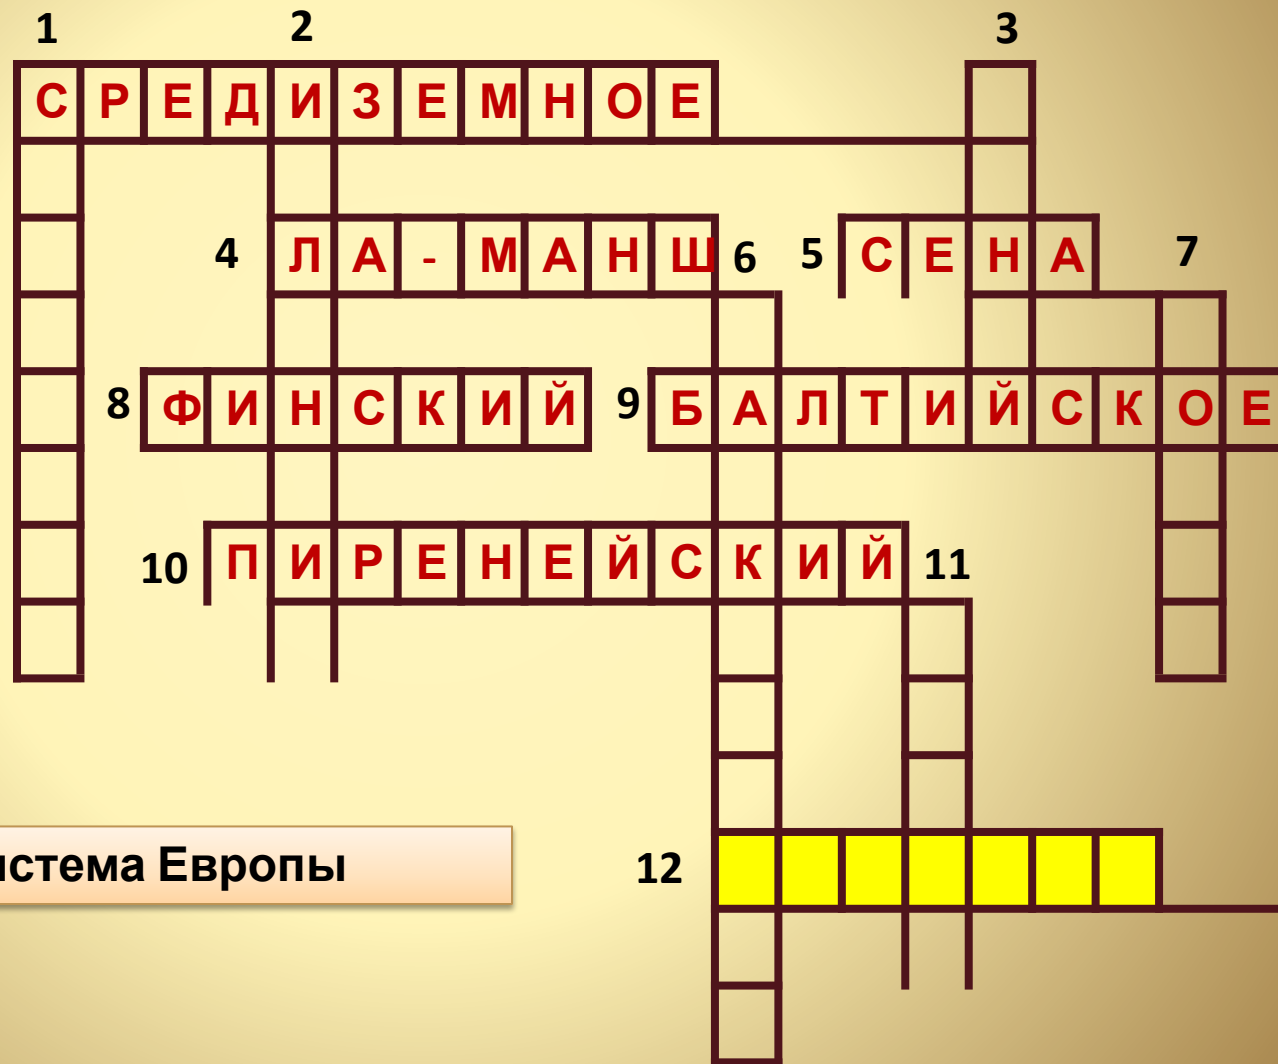 1 2 3
СРЕДИЗЕМНОЕ
4 ЛА-МАНШ 6 5 СЕНА 7
8 ФИНСКИЙ 9 БАЛТИЙСКОЕ
10 ПИРЕНЕЙСКИЙ 11
истема Европы 12